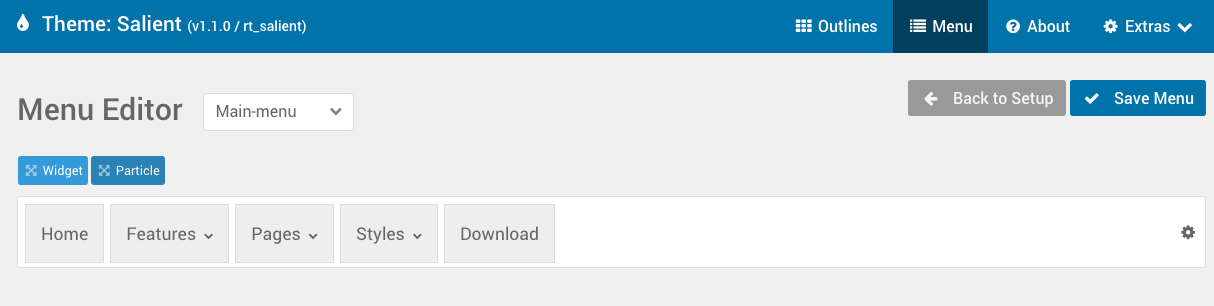 Theme: Salient (v1.1.0 / rt_salient)
Outlines Menu About Extras
Menu Editor Main-menu Back to Setup Save Menu
Widget Particle
Home Features Pages Styles Download